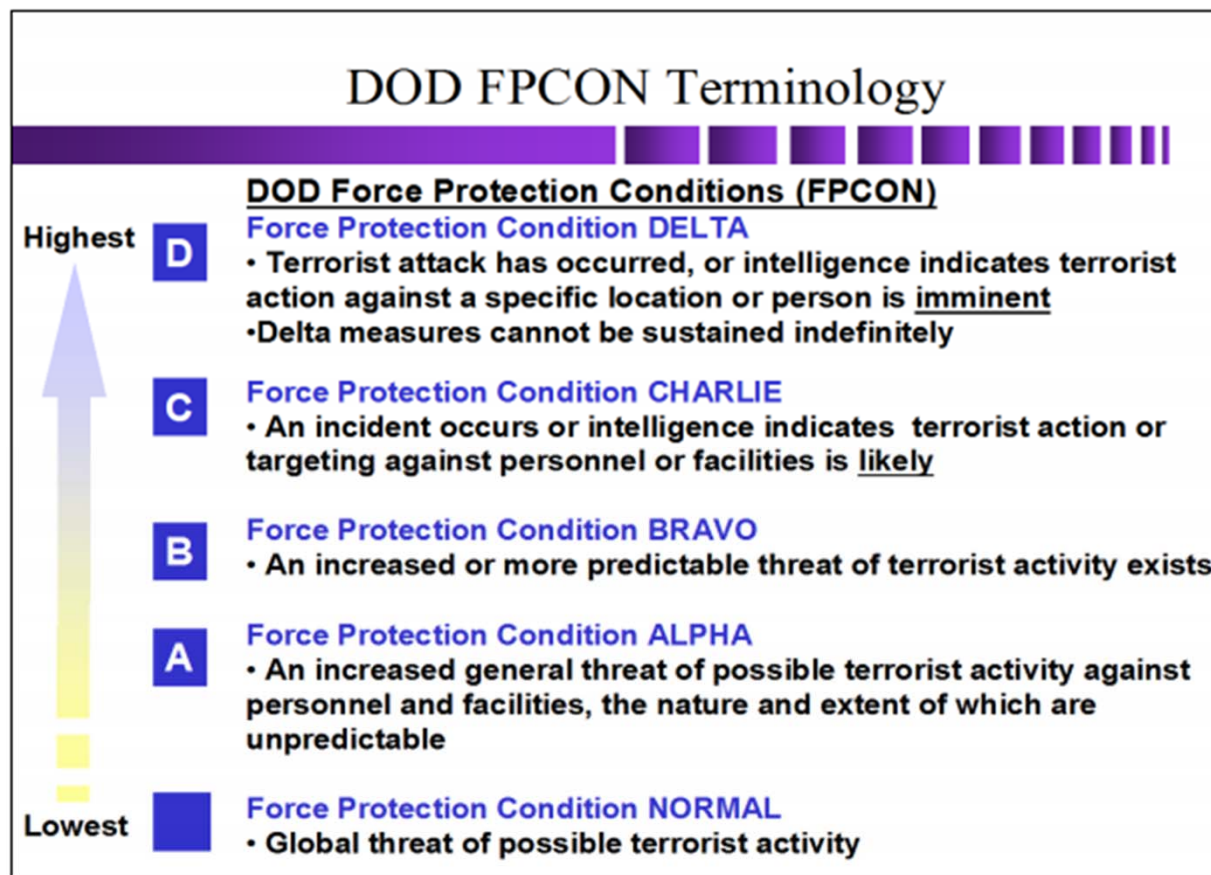 DOD FPCON Terminology
DOD Force Protection Conditions (FPCON)
Highest
D
Force Protection Condition DELTA
• Terrorist attack has occurred, or intelligence indicates terrorist
action against a specific location or person is imminent
•Delta measures cannot be sustained indefinitely
C
Force Protection Condition CHARLIE
• An incident occurs or intelligence indicates terrorist action or
targeting against personnel or facilities is likely
B
Force Protection Condition BRAVO
• An increased or more predictable threat of terrorist activity exists
A
Force Protection Condition ALPHA
• An increased general threat of possible terrorist activity against
personnel and facilities, the nature and extent of which are
unpredictable
Lowest
Force Protection Condition NORMAL
• Global threat of possible terrorist activity